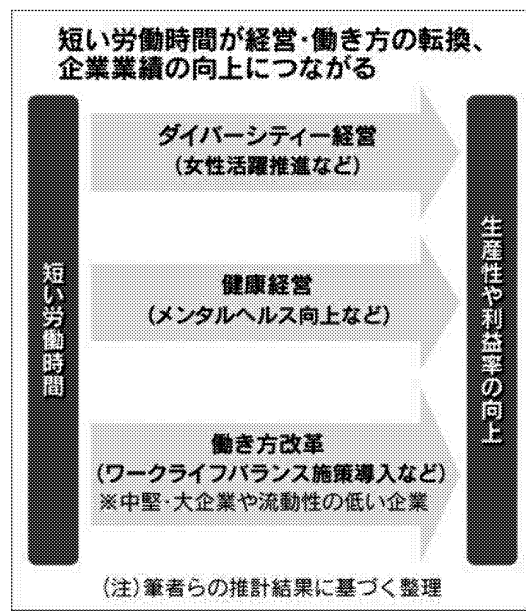 短い労働時間が経営・働き方の転換、
企業業績の向上につながる
短い労働時間
ダイバーシティー経営
(女性活躍推進など)
健康経営
(メンタルヘルス向上など)
働き方改革
(ワークライフバランス施策導入など)
※中堅・大企業や流動性の低い企業
生産性や利益率の向上
(注)筆者らの推計結果に基づく整理